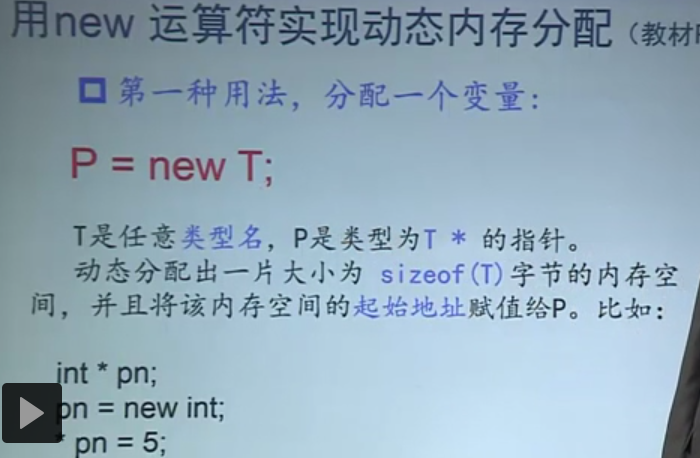 用new 运算符实现动态内存分配（教材
第一种用法，分配一个变量：
P = new T;
T是任意类型名，P是类型为T * 的指针。
动态分配出一片大小为 sizeof(T)字节的内存空
间，并且将该内存空间的起始地址赋值给P。比如：
int * pn;
pn = new int;
* pn = 5;